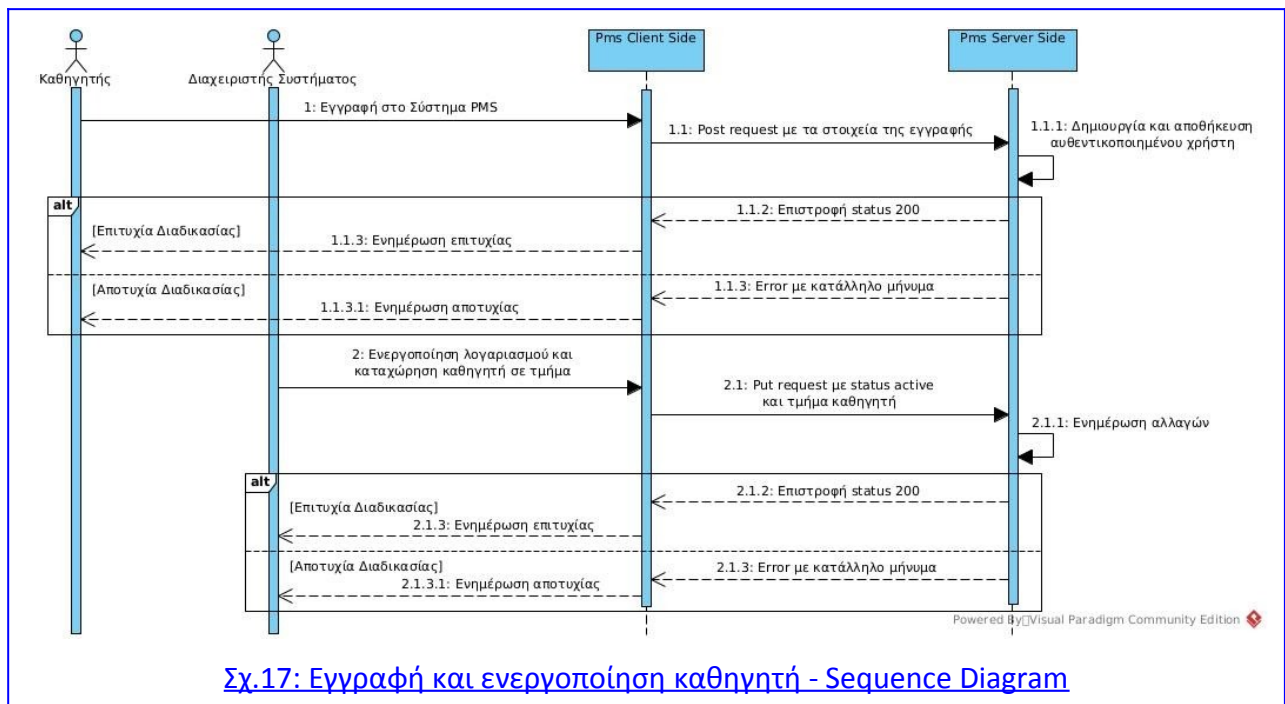 Καθηγητής
Διαχειριστής Συστήματος
Pms Client Side
Pms Server Side
1: Εγγραφή στο Σύστημα PMS
1.1: Post request με τα στοιχεία της εγγραφής
1.1.1: Δημιουργία και αποθήκευση
αυθεντικοποιημένου χρήστη
alt
1.1.2: Επιστροφή status 200
[Επιτυχία Διαδικασίας]
1.1.3: Ενημέρωση επιτυχίας
[Αποτυχία Διαδικασίας]
1.1.3: Error με κατάλληλο μήνυμα
1.1.3.1: Ενημέρωση αποτυχίας
2: Ενεργοποίηση λογαριασμού και
καταχώρηση καθηγητή σε τμήμα
2.1: Put request με status active
και τμήμα καθηγητή
2.1.1: Ενημέρωση αλλαγών
alt
2.1.2: Επιστροφή status 200
[Επιτυχία Διαδικασίας]
2.1.3: Ενημέρωση επιτυχίας
[Αποτυχία Διαδικασίας]
2.1.3: Error με κατάλληλο μήνυμα
2.1.3.1: Ενημέρωση αποτυχίας
Powered By Visual Paradigm Community Edition
Σχ.17: Εγγραφή και ενεργοποίηση καθηγητή - Sequence Diagram